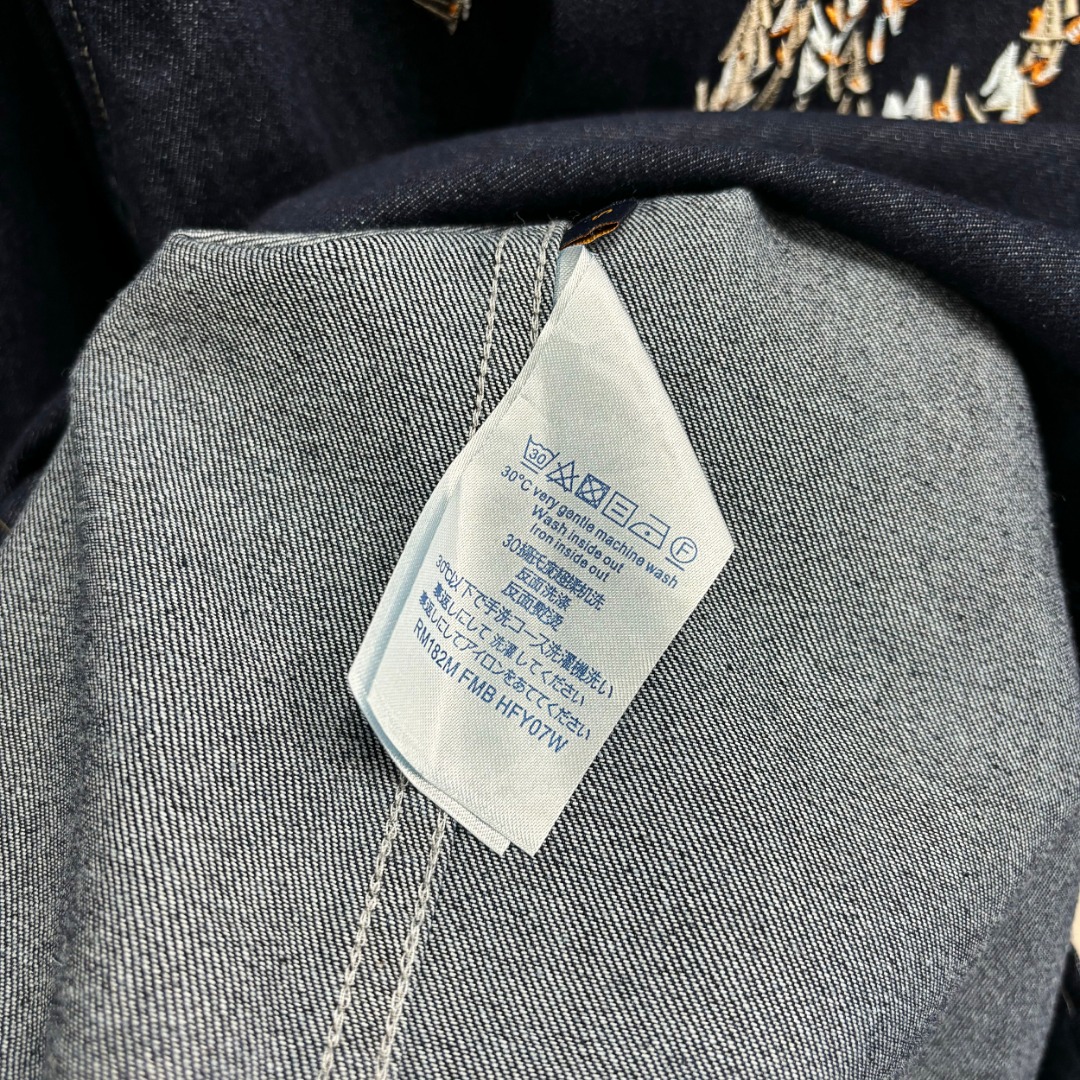 30
F
30°C very gentle machine wash
Wash inside out
Iron inside out
30摄氏度超揉机洗
反面洗涤
反面熨烫
30℃以下で手洗コース洗濯機洗い
裏返しにして 洗濯してください
裏返しにしてアイロンをあててください
RM182M FMB HFY07W